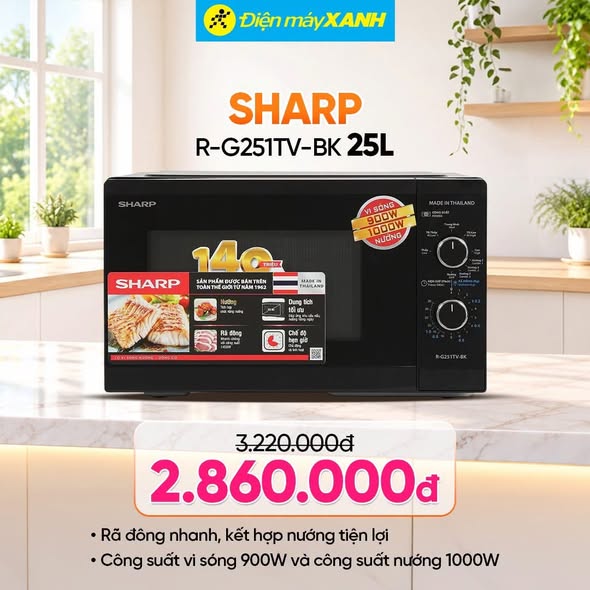 Điện máy XANH
SHARP
R-G251TV-BK 25L
SHARP
MADE IN THAILAND
VI SÓNG
900W
1000W
NƯỚNG
140
TRIỆU
SẢN PHẨM ĐƯỢC BÁN TRÊN
TOÀN THẾ GIỚI TỪ NĂM 1962
MADE IN
THAILAND
SHARP
Nướng
Dung tích
tối ưu
Rã đông
Chế độ
hẹn giờ
R-G251TV-BK
3.220.000đ
2.860.000đ
• Rã đông nhanh, kết hợp nướng tiện lợi
• Công suất vi sóng 900W và công suất nướng 1000W